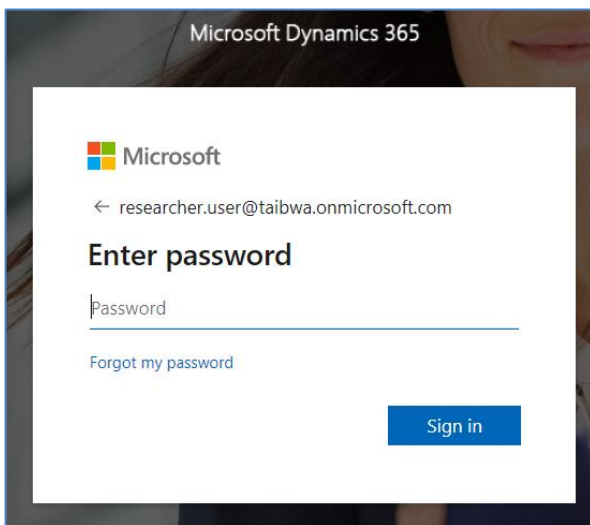 Microsoft Dynamics 365
Microsoft
← researcher.user@taibwa.onmicrosoft.com
Enter password
Password
Forgot my password
Sign in